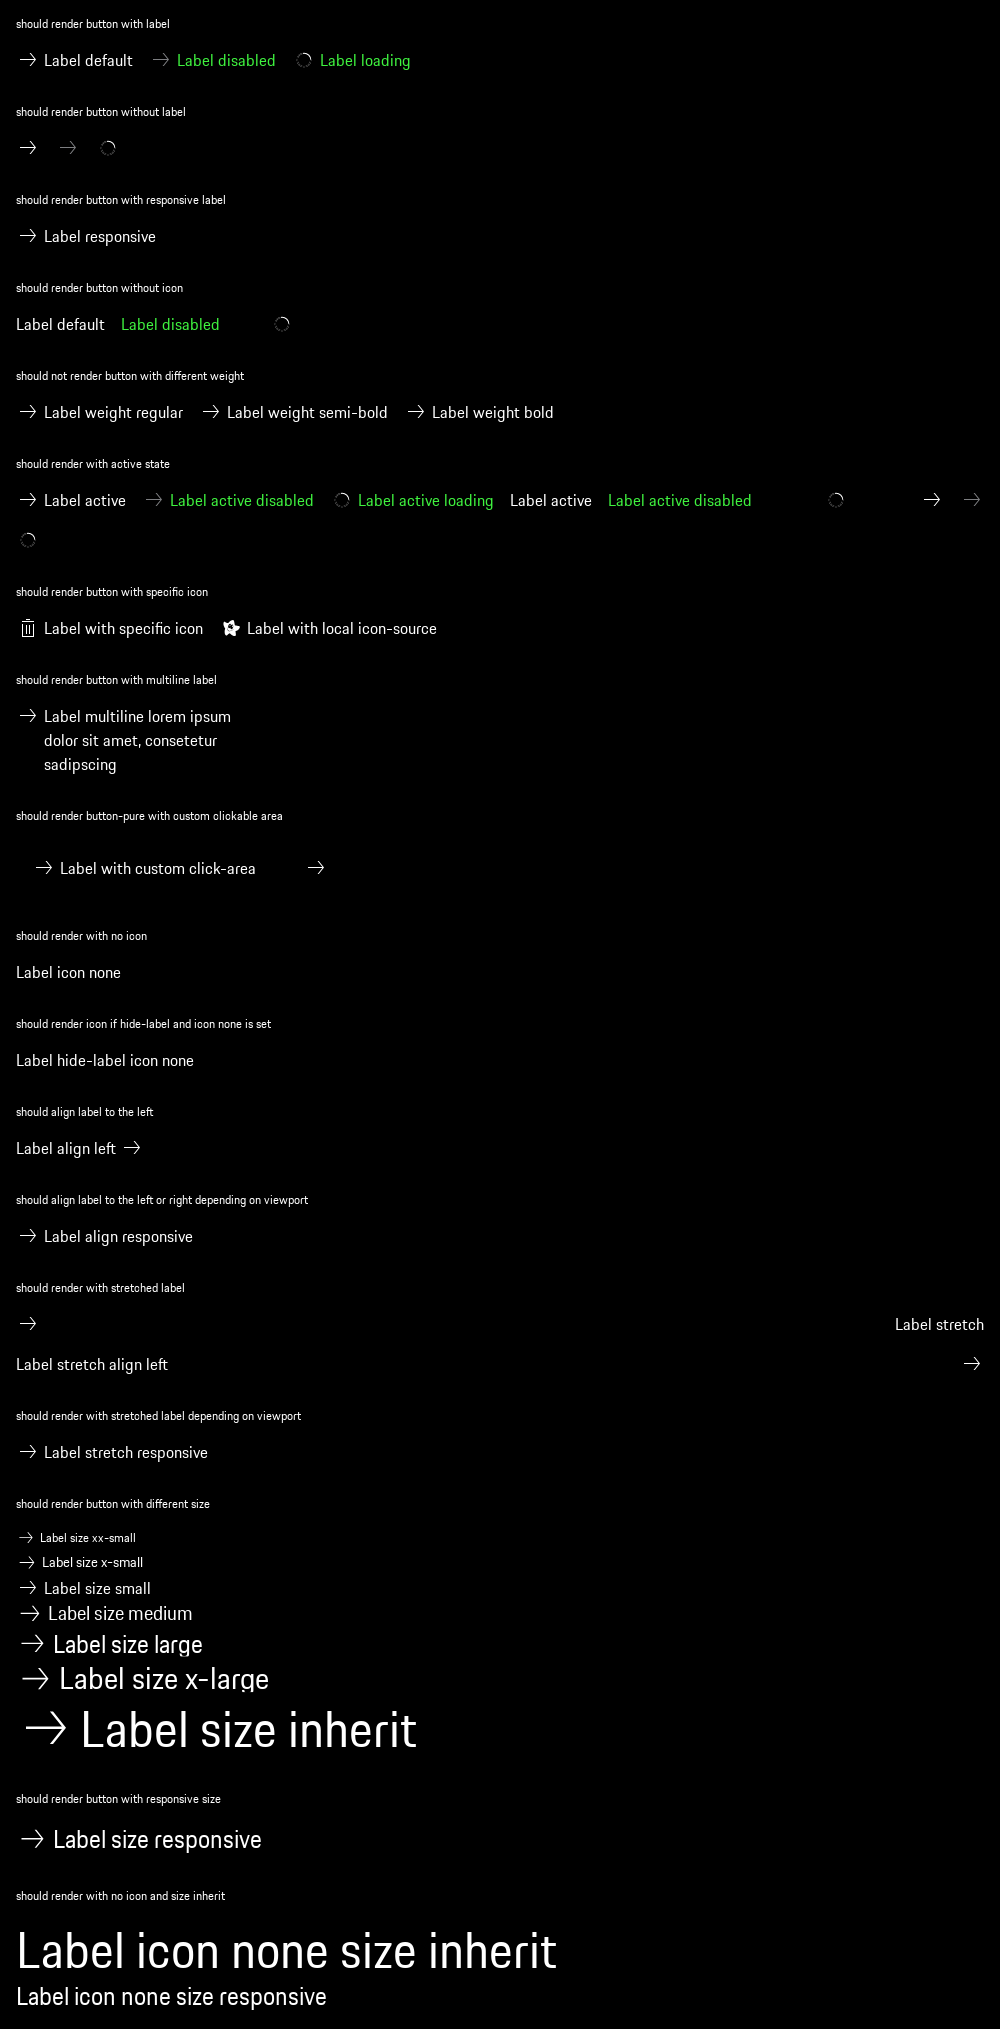 should render button with label
Label default Label disabled Label loading
should render button without label
should render button with responsive label
Label responsive
should render button without icon
Label default Label disabled
should not render button with different weight
Label weight regular Label weight semi-bold Label weight bold
should render with active state
Label active Label active disabled Label active loading Label active Label active disabled
should render button with specific icon
Label with specific icon Label with local icon-source
should render button with multiline label
Label multiline lorem ipsum
dolor sit amet, consetetur
sadipscing
should render button-pure with custom clickable area
Label with custom click-area
should render with no icon
Label icon none
should render icon if hide-label and icon none is set
Label hide-label icon none
should align label to the left
Label align left
should align label to the left or right depending on viewport
Label align responsive
should render with stretched label
Label stretch
Label stretch align left
should render with stretched label depending on viewport
Label stretch responsive
should render button with different size
Label size xx-small
Label size x-small
Label size small
Label size medium
Label size large
Label size x-large
Label size inherit
should render button with responsive size
Label size responsive
should render with no icon and size inherit
Label icon none size inherit
Label icon none size responsive